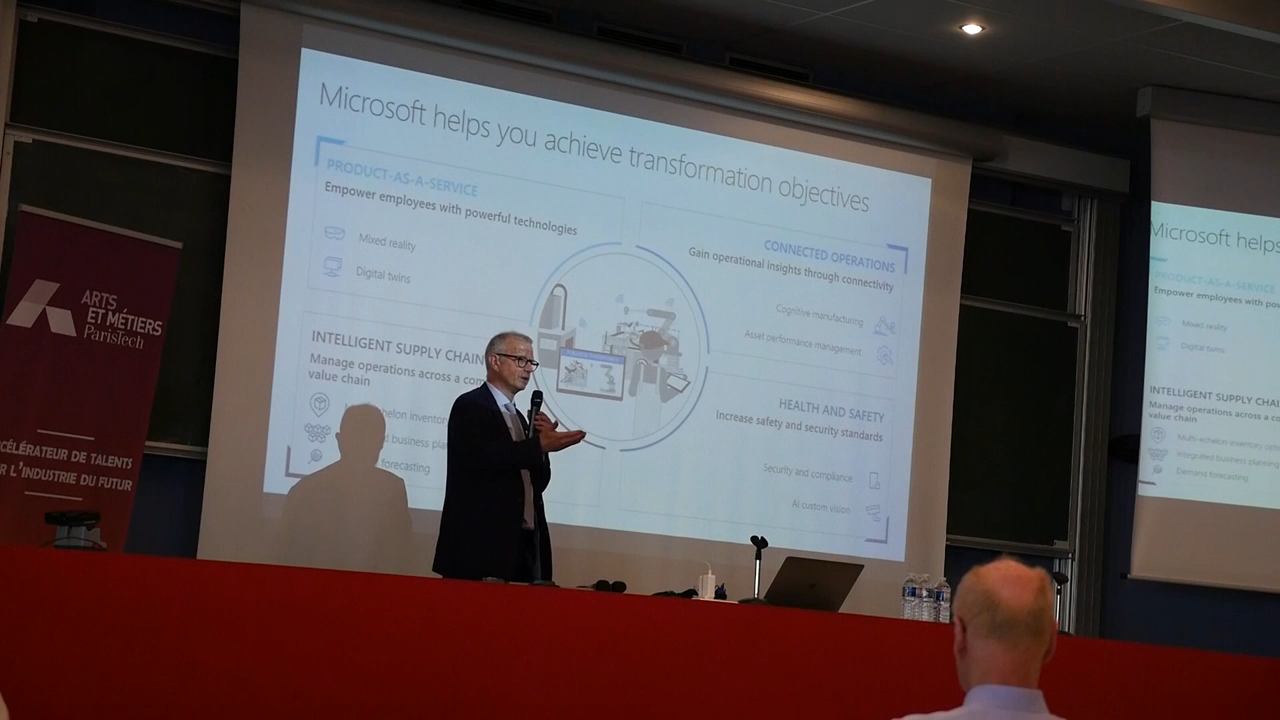 Microsoft helps you achieve transformation objectives
PRODUCT-AS-A-SERVICE
Empower employees with powerful technologies
Mixed reality
Digital twins
CONNECTED OPERATIONS
Gain operational insights through connectivity
Cognitive manufacturing
Asset performance management
INTELLIGENT SUPPLY CHAIN
Manage operations across a
value chain
forecasting
HEALTH AND SAFETY
Increase safety and security standards
Security and compliance
AI custom vision
ARTS
ET MÉTIERS
ParisTech
CÉLÉRATEUR DE TALENTS
R L'INDUSTRIE DU FUTUR
Microsoft helps
PRODUCT-AS-A-SERVICE
Empower employees with
Mixed reality
Digital twins
INTELLIGENT SUPPLY
Manage operations across a
value chain
Multi-echelon inventory
Integrated business planning
Demand forecasting